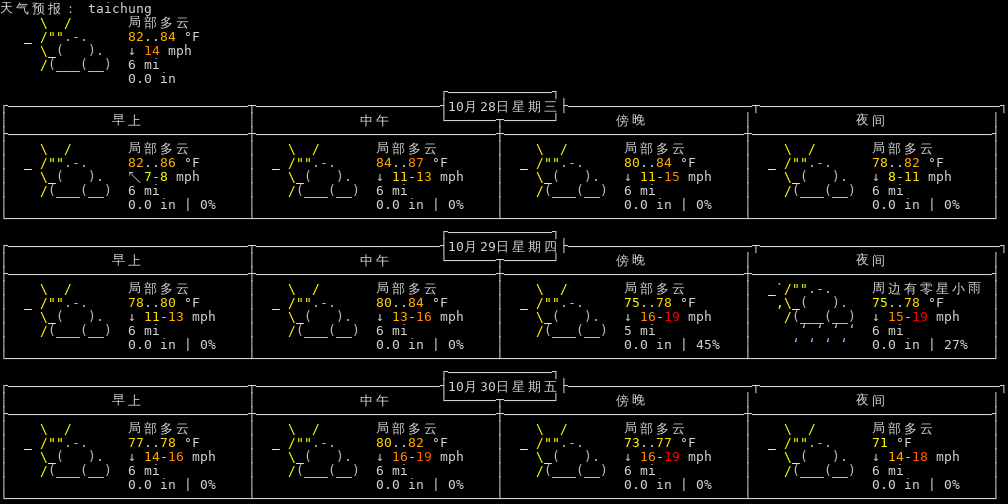 天气预报： taichung
局部多云
82..84 °F
↓ 14 mph
6 mi
0.0 in
10月28日星期三
早上 中午 傍晚 夜间
局部多云 局部多云 局部多云 局部多云
82..86 °F 84..87 °F 80..84 °F 78..82 °F
↖ 7-8 mph ↓ 11-13 mph ↓ 11-15 mph ↓ 8-11 mph
6 mi 6 mi 6 mi 6 mi
0.0 in | 0% 0.0 in | 0% 0.0 in | 0% 0.0 in | 0%
10月29日星期四
早上 中午 傍晚 夜间
局部多云 局部多云 局部多云 周边有零星小雨
78..80 °F 80..84 °F 75..78 °F 75..78 °F
↓ 11-13 mph ↓ 13-16 mph ↓ 16-19 mph ↓ 15-19 mph
6 mi 6 mi 5 mi 6 mi
0.0 in | 0% 0.0 in | 0% 0.0 in | 45% 0.0 in | 27%
10月30日星期五
早上 中午 傍晚 夜间
局部多云 局部多云 局部多云 局部多云
77..78 °F 80..82 °F 73..77 °F 71 °F
↓ 14-16 mph ↓ 16-19 mph ↓ 16-19 mph ↓ 14-18 mph
6 mi 6 mi 6 mi 6 mi
0.0 in | 0% 0.0 in | 0% 0.0 in | 0% 0.0 in | 0%